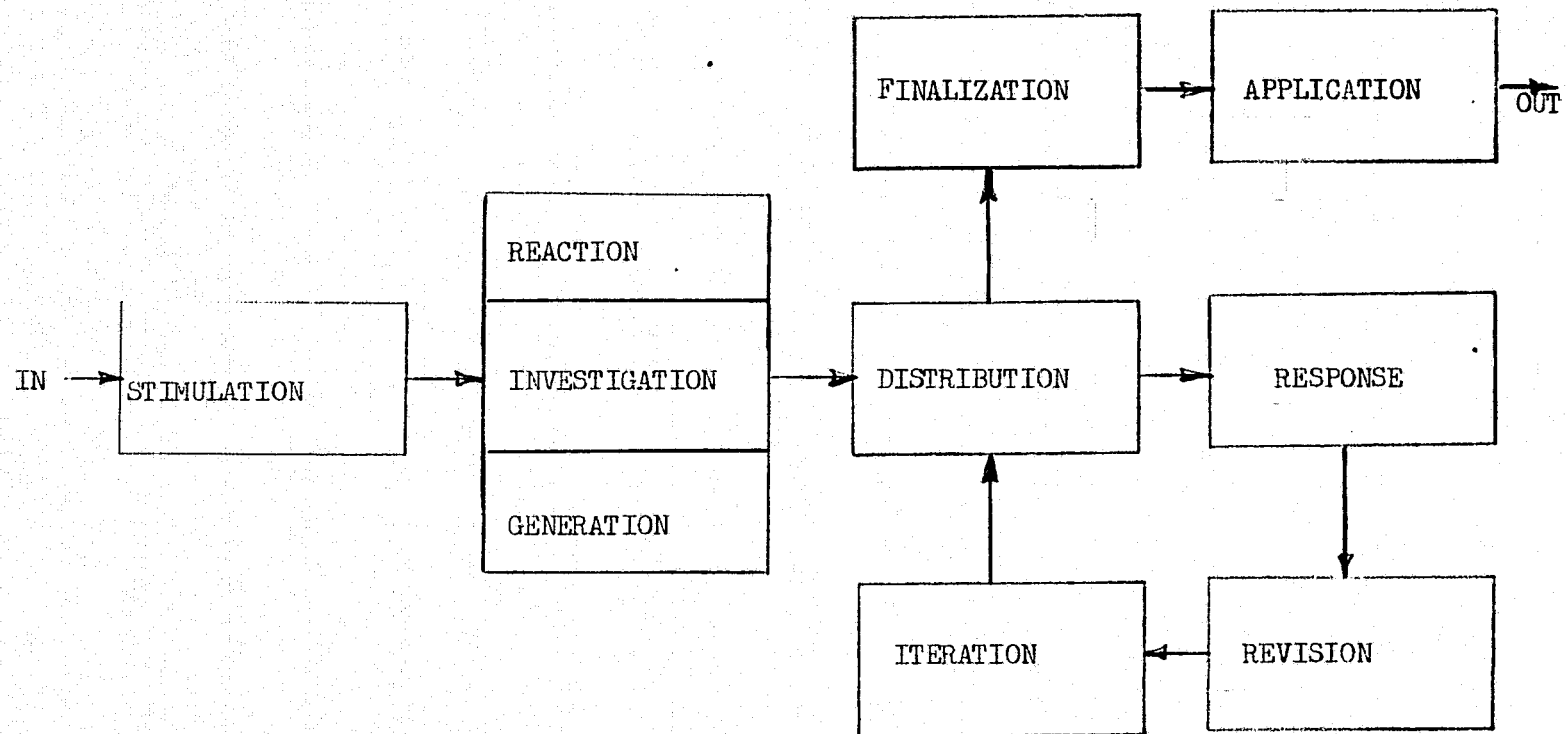 FINALIZATION
APPLICATION
OUT
REACTION
IN
STIMULATION
INVESTIGATION
DISTRIBUTION
RESPONSE
GENERATION
ITERATION
REVISION